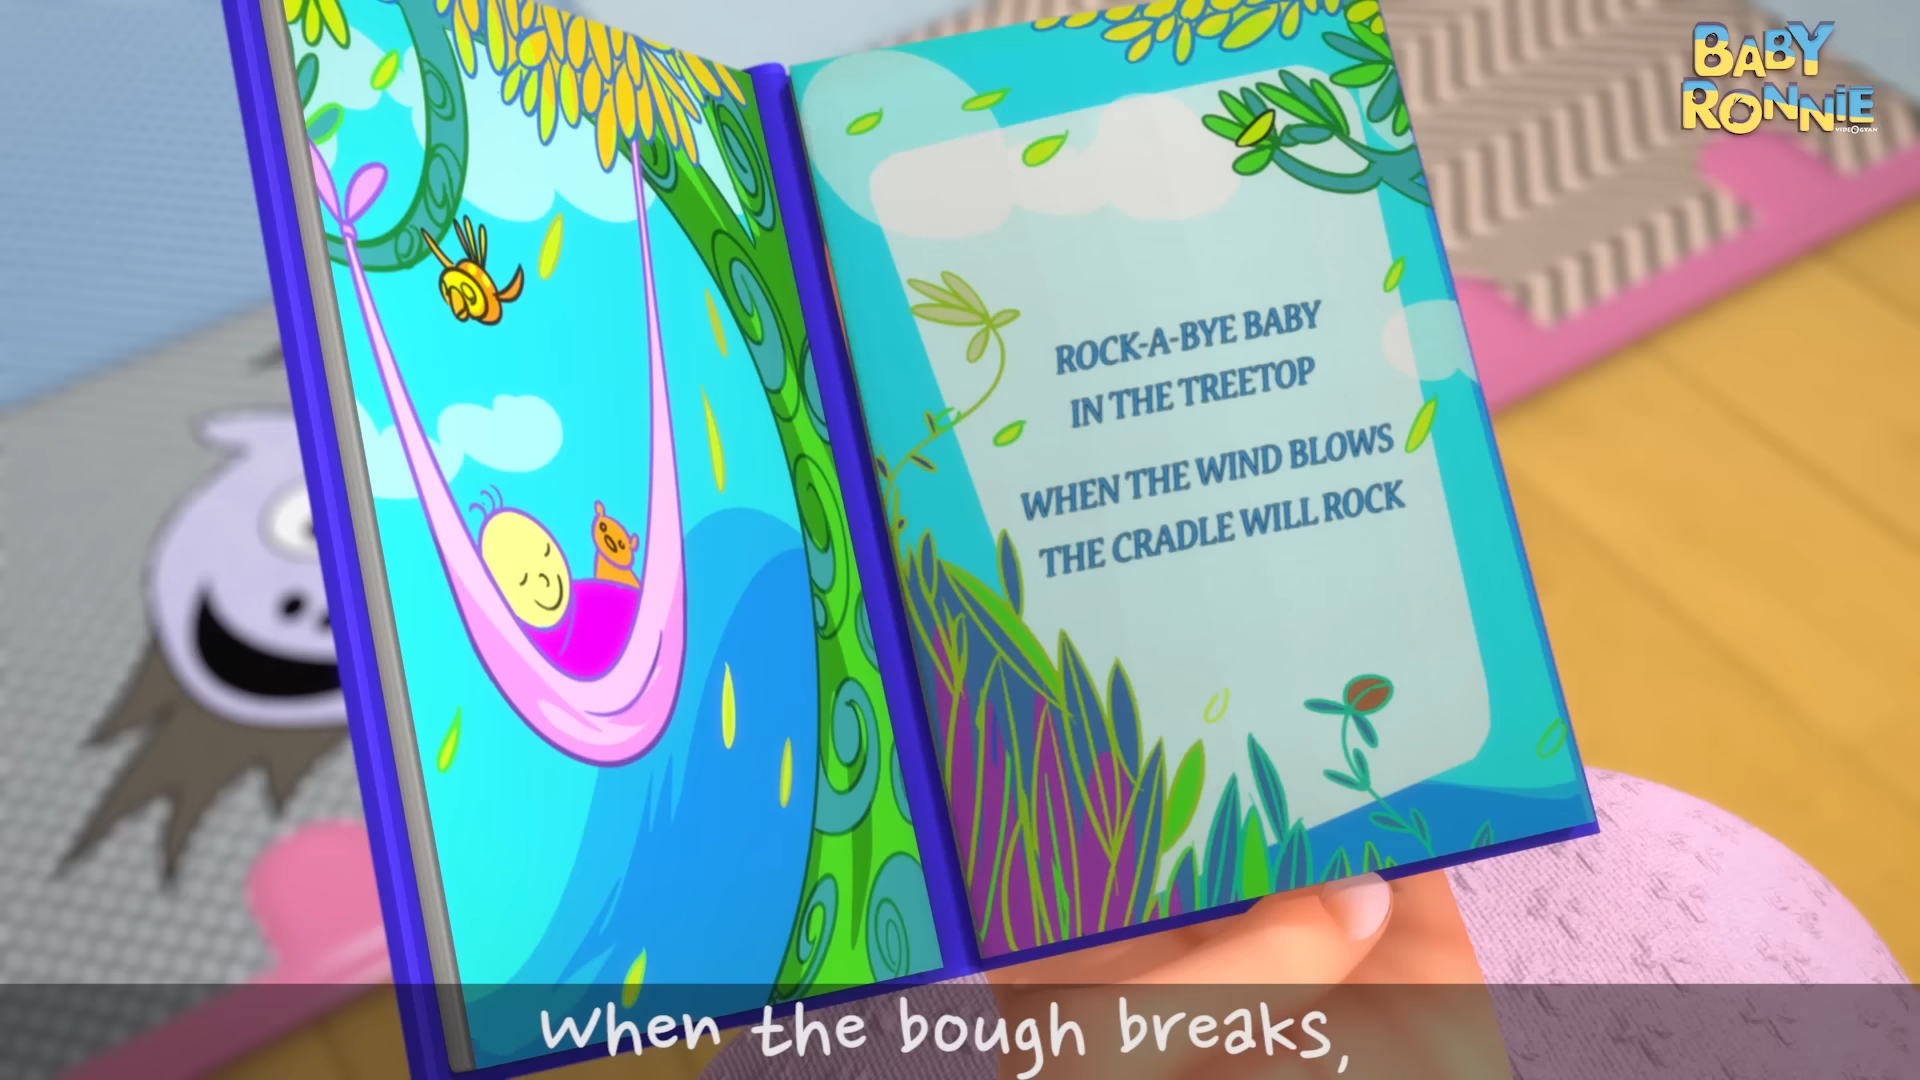 BABY
RONNIE
VIDEOGYAN
ROCK-A-BYE BABY
IN THE TREETOP
WHEN THE WIND BLOWS
THE CRADLE WILL ROCK
When the bough breaks,